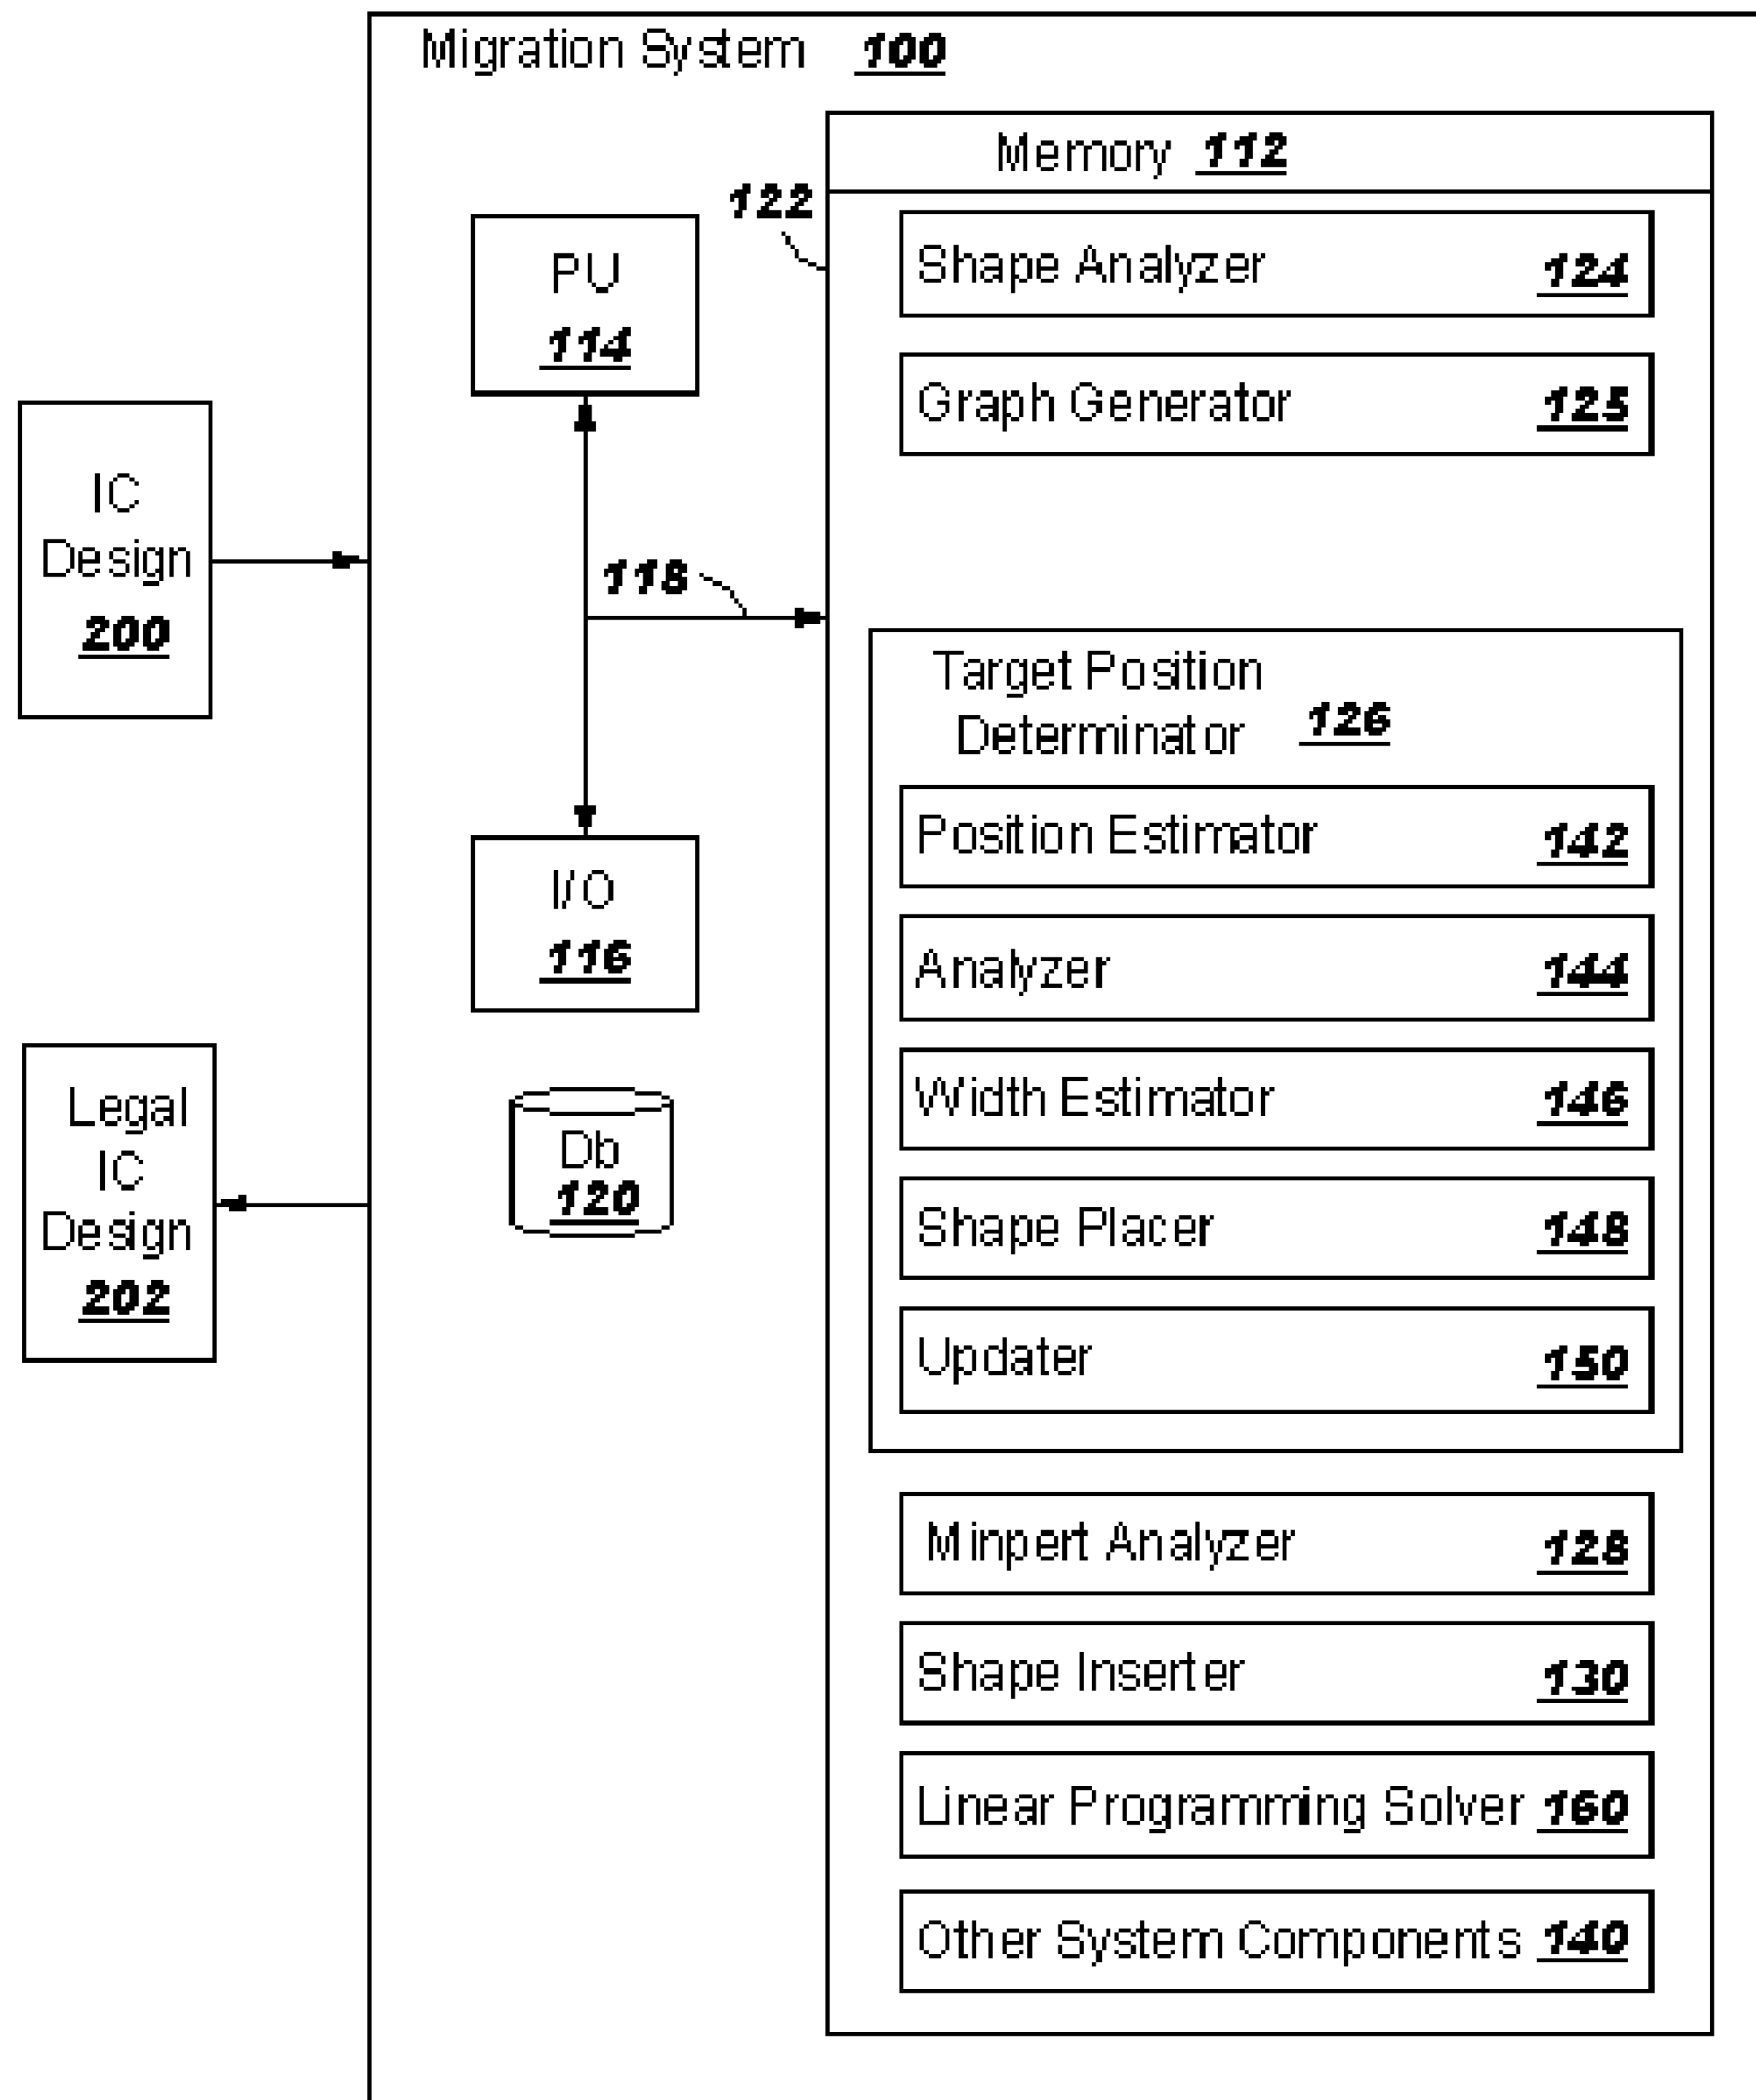 Migration System 100
Memory 112
122
Shape Analyzer 124
PU
114
Graph Generator 125
IC
Design
200
118
Target Position
Determinator 126
Position Estimator 142
I/O
116
Analyzer 144
Width Estimator 146
Legal
IC
Design
202
Db
120
Shape Placer 148
Updater 150
Minpert Analyzer 128
Shape Inserter 130
Linear Programming Solver 160
Other System Components 140